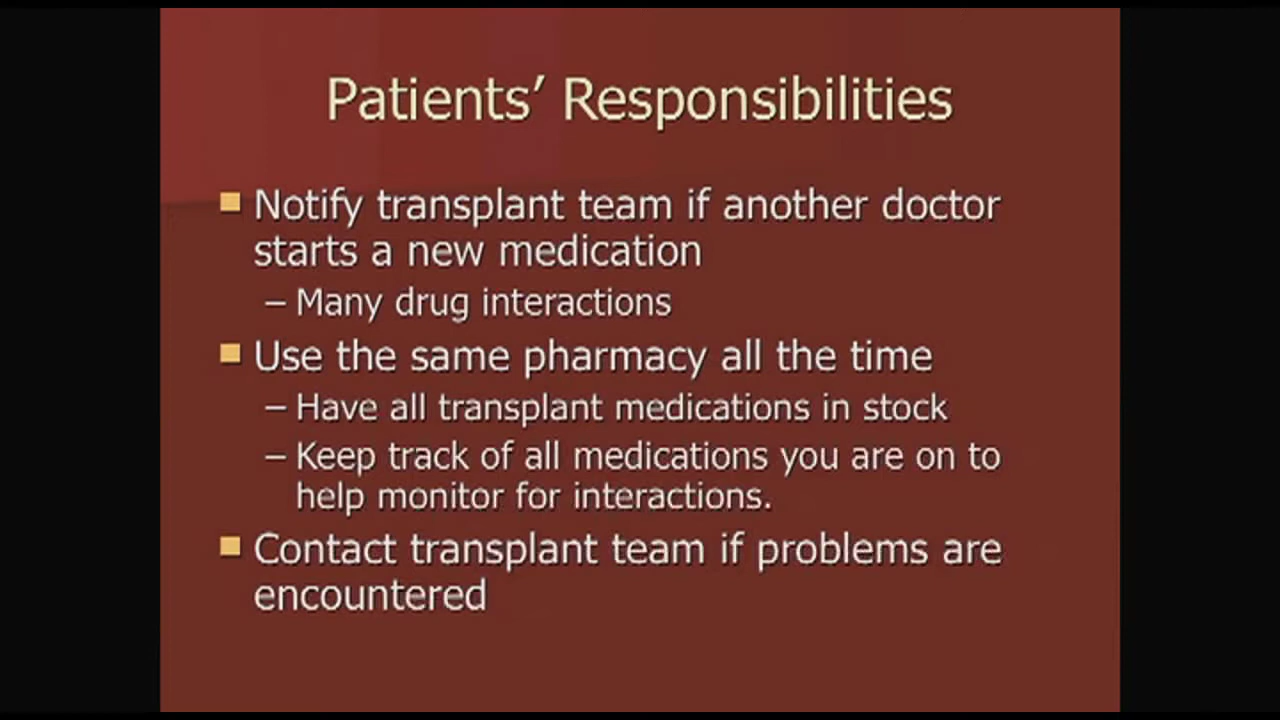 Patients’ Responsibilities
Notify transplant team if another doctor
starts a new medication
– Many drug interactions
Use the same pharmacy all the time
– Have all transplant medications in stock
– Keep track of all medications you are on to
help monitor for interactions.
Contact transplant team if problems are
encountered